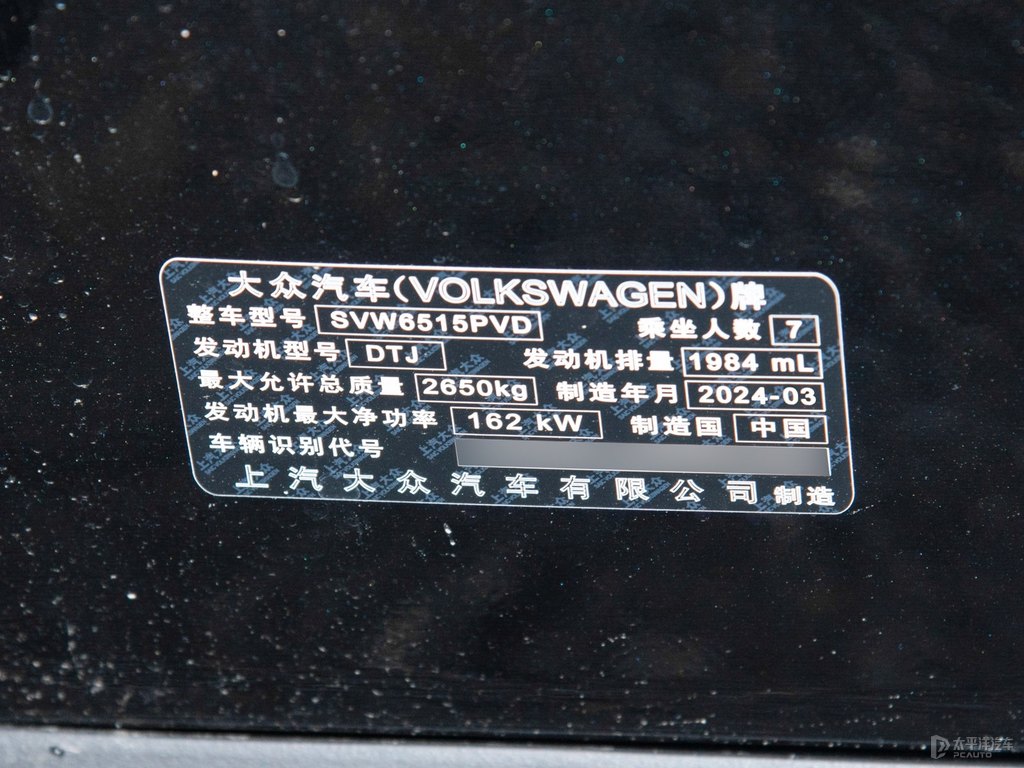 大众汽车(VOLKSWAGEN)牌
整车型号 SVW6515PVD 乘坐人数 7
发动机型号 DTJ 发动机排量 1984 mL
最大允许总质量 2650kg 制造年月 2024-03
发动机最大净功率 162 kW 制造国 中国
车辆识别代号
上汽大众汽车有限公司 制造
太平洋汽车
PCAUTO